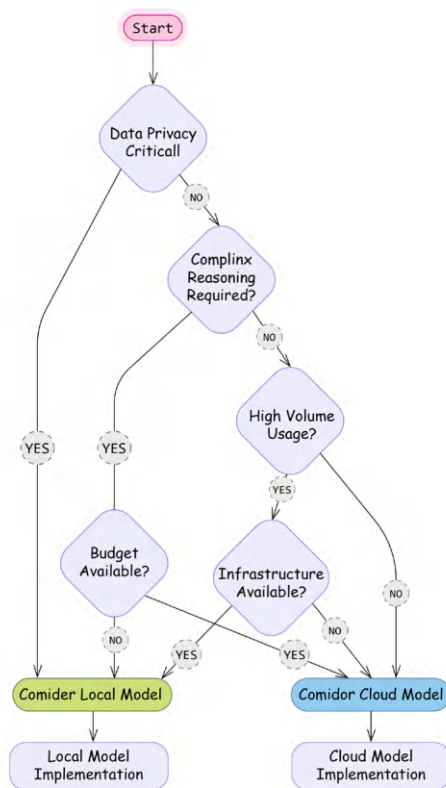 Start
Data Privacy
Criticall
NO
Complinx
Reasoning
Required?
NO
High Volume
Usage?
YES
YES
YES
Budget
Available?
Infrastructure
Available?
NO
NO
NO
YES
YES
Comider Local Model
Comidor Cloud Model
Local Model
Implementation
Cloud Model
Implementation